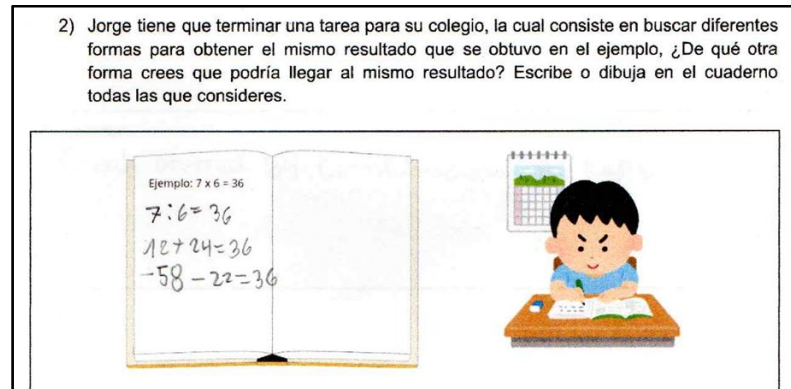 2) Jorge tiene que terminar una tarea para su colegio, la cual consiste en buscar diferentes
formas para obtener el mismo resultado que se obtuvo en el ejemplo, ¿De qué otra
forma crees que podría llegar al mismo resultado? Escribe o dibuja en el cuaderno
todas las que consideres.
Ejemplo: 7 x 6 = 36
7:6=36
12+24=36
-58-22=36